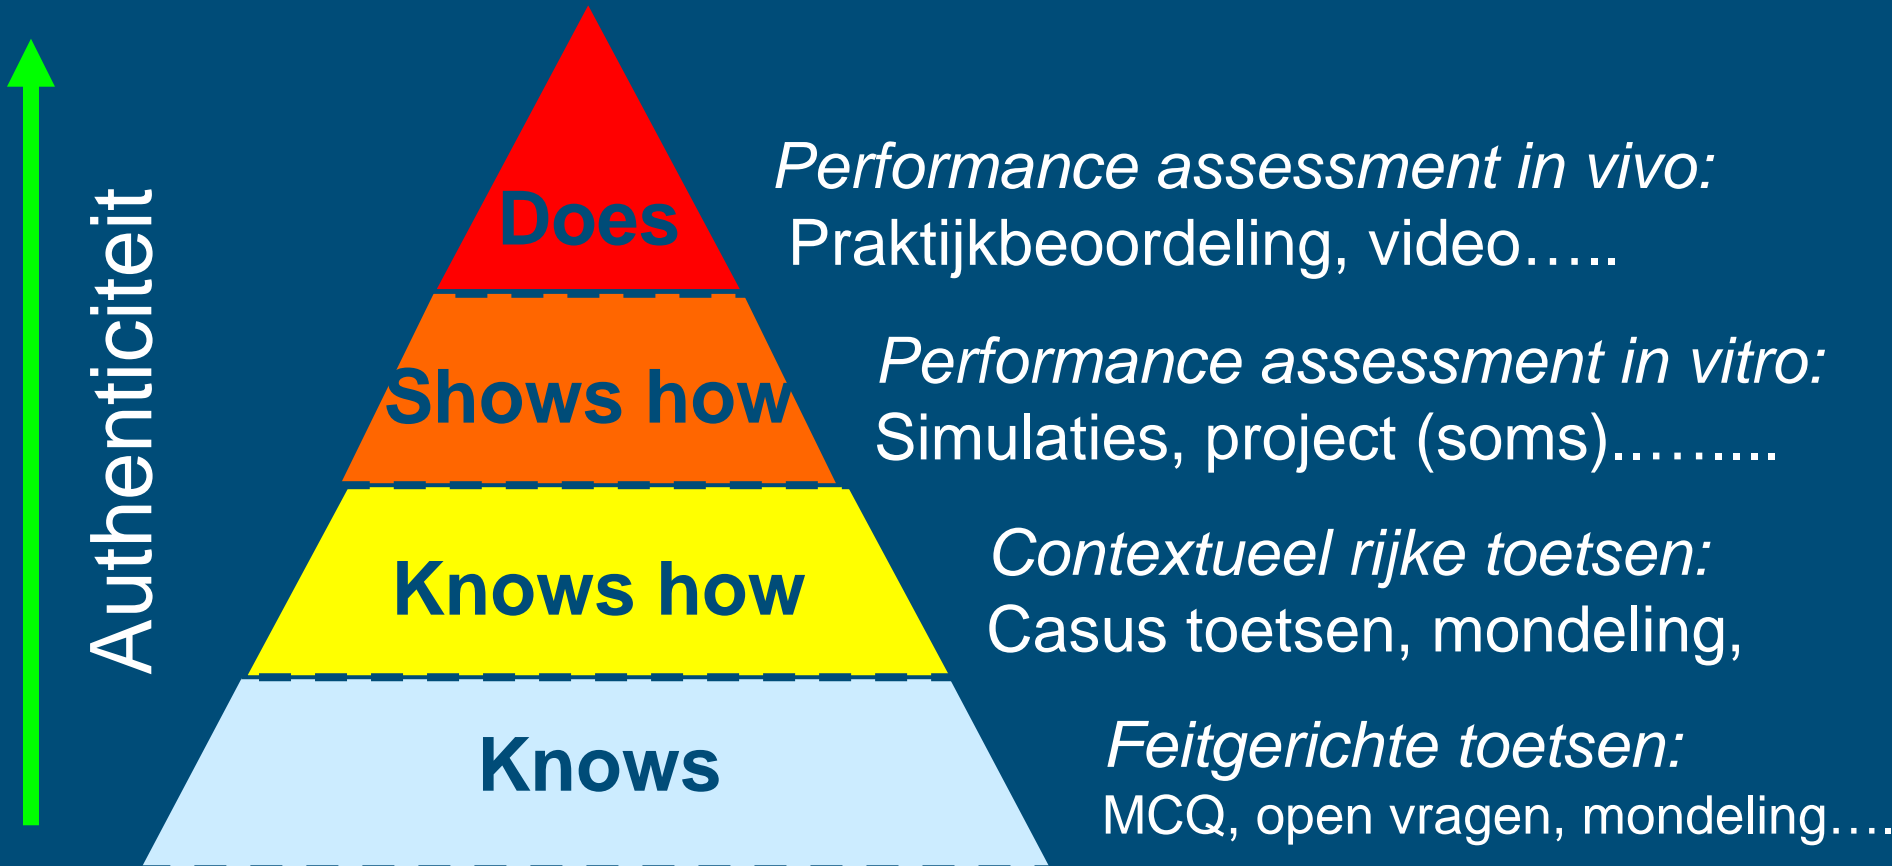 Authenticiteit
Does
Performance assessment in vivo:
Praktijkbeoordeling, video…..
Shows how
Performance assessment in vitro:
Simulaties, project (soms)..…....
Knows how
Contextueel rijke toetsen:
Casus toetsen, mondeling,
Knows
Feitgerichte toetsen:
MCQ, open vragen, mondeling…..